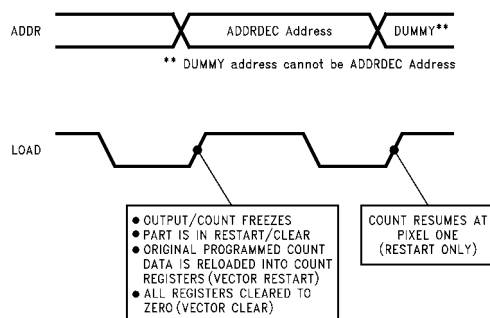 ADDR
ADDRDEC Address
DUMMY**
** DUMMY address cannot be ADDRDEC Address
LOAD
● OUTPUT/COUNT FREEZES
● PART IS IN RESTART/CLEAR
● ORIGINAL PROGRAMMED COUNT
DATA IS RELOADED INTO COUNT
REGISTERS (VECTOR RESTART)
● ALL REGISTERS CLEARED TO
ZERO (VECTOR CLEAR)
COUNT RESUMES AT
PIXEL ONE
(RESTART ONLY)